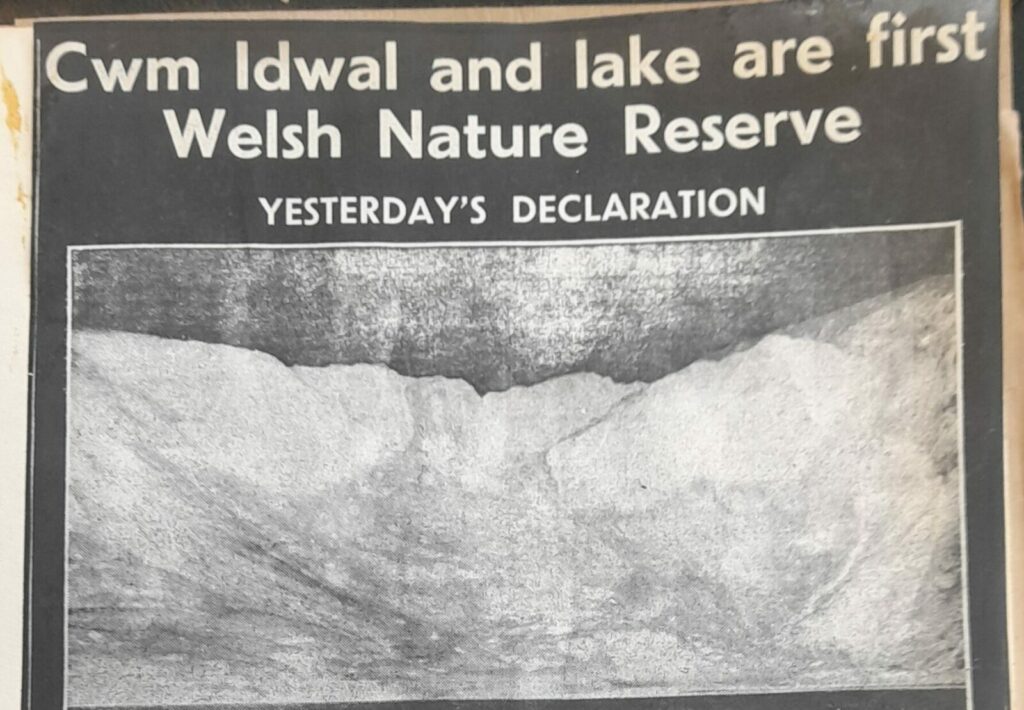 Cwm Idwal and lake are first
Welsh Nature Reserve
YESTERDAY'S DECLARATION